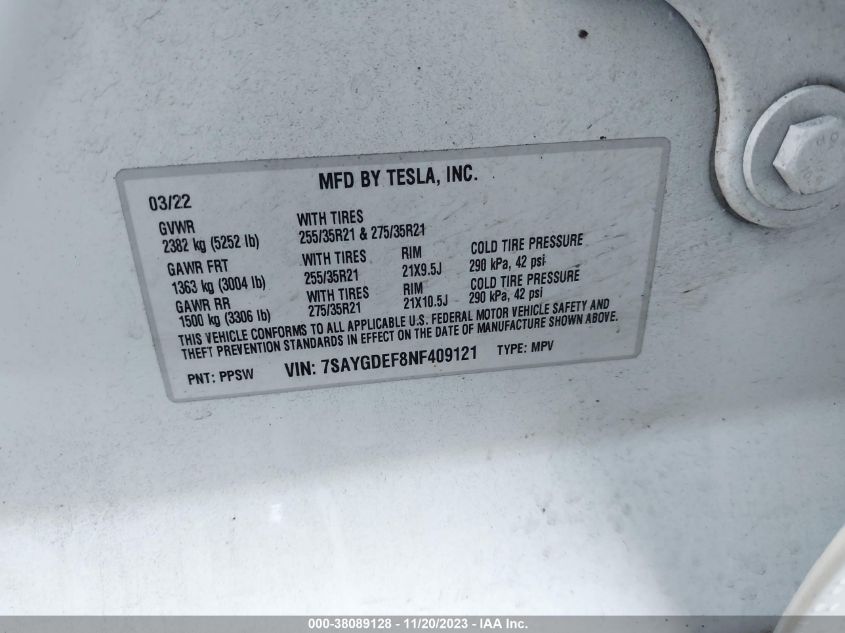 MFD BY TESLA, INC.
03/22
GVWR
2382 kg (5252 lb)
WITH TIRES
255/35R21 & 275/35R21
GAWR FRT
1363 kg (3004 lb)
WITH TIRES
255/35R21
RIM
21X9.5J
COLD TIRE PRESSURE
290 kPa, 42 psi
GAWR RR
1500 kg (3306 lb)
WITH TIRES
275/35R21
RIM
21X10.5J
COLD TIRE PRESSURE
290 kPa, 42 psi
THIS VEHICLE CONFORMS TO ALL APPLICABLE U.S. FEDERAL MOTOR VEHICLE SAFETY AND
THEFT PREVENTION STANDARDS IN EFFECT ON THE DATE OF MANUFACTURE SHOWN ABOVE.
PNT: PPSW VIN: 7SAYGDEF8NF409121 TYPE: MPV
000-38089128 - 11/20/2023 - IAA Inc.